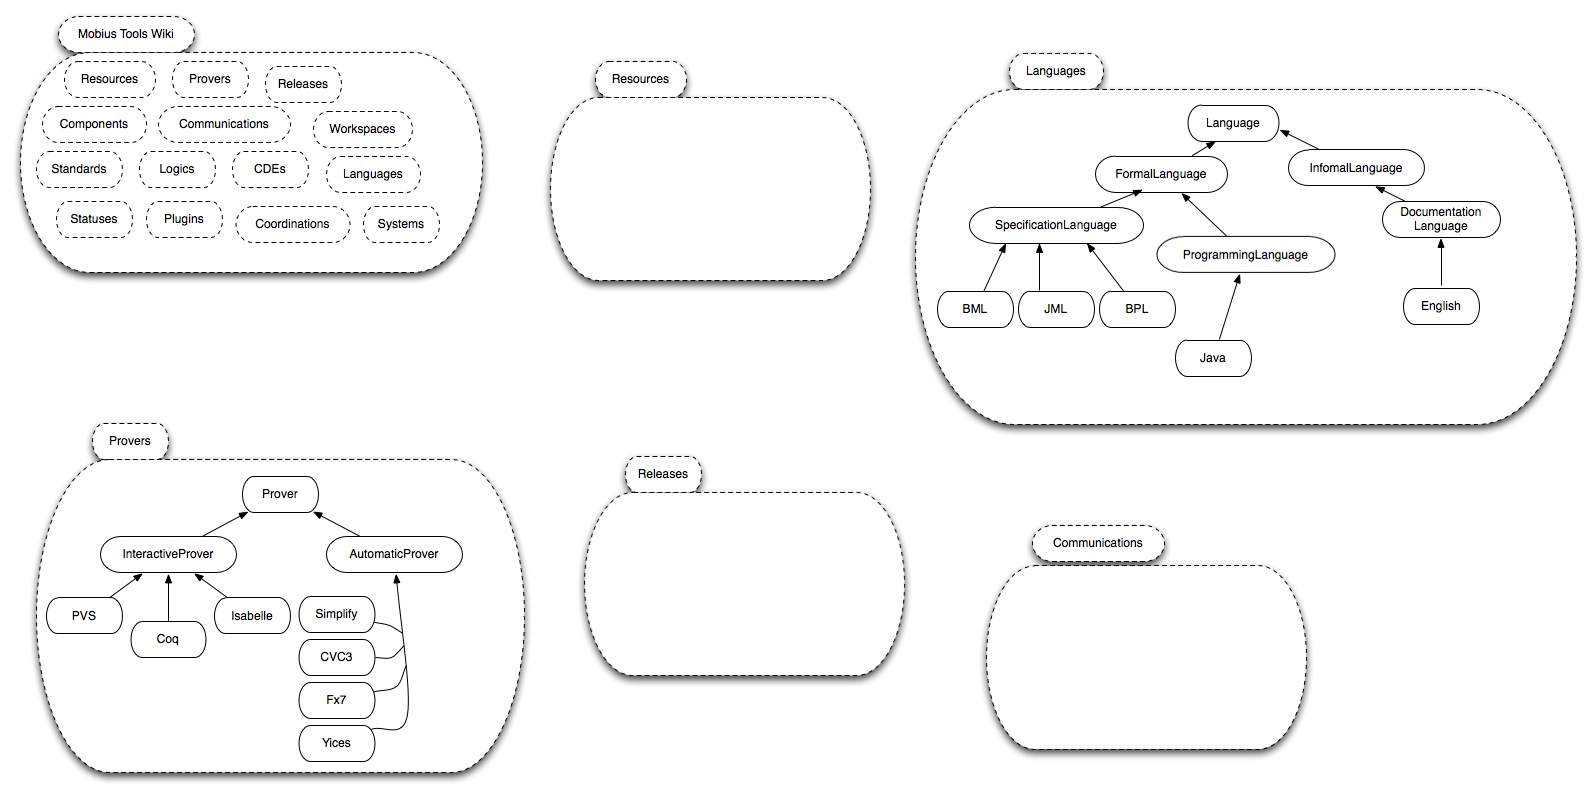 Mobius Tools Wiki
Resources
Provers
Releases
Components
Communications
Workspaces
Standards
Logics
CDEs
Languages
Statuses
Plugins
Coordinations
Systems
Resources
Languages
Language
FormalLanguage
InfomalLanguage
SpecificationLanguage
Documentation
Language
ProgrammingLanguage
BML
JML
BPL
English
Java
Provers
Prover
InteractiveProver
AutomaticProver
PVS
Coq
Isabelle
Simplify
CVC3
Fx7
Yices
Releases
Communications